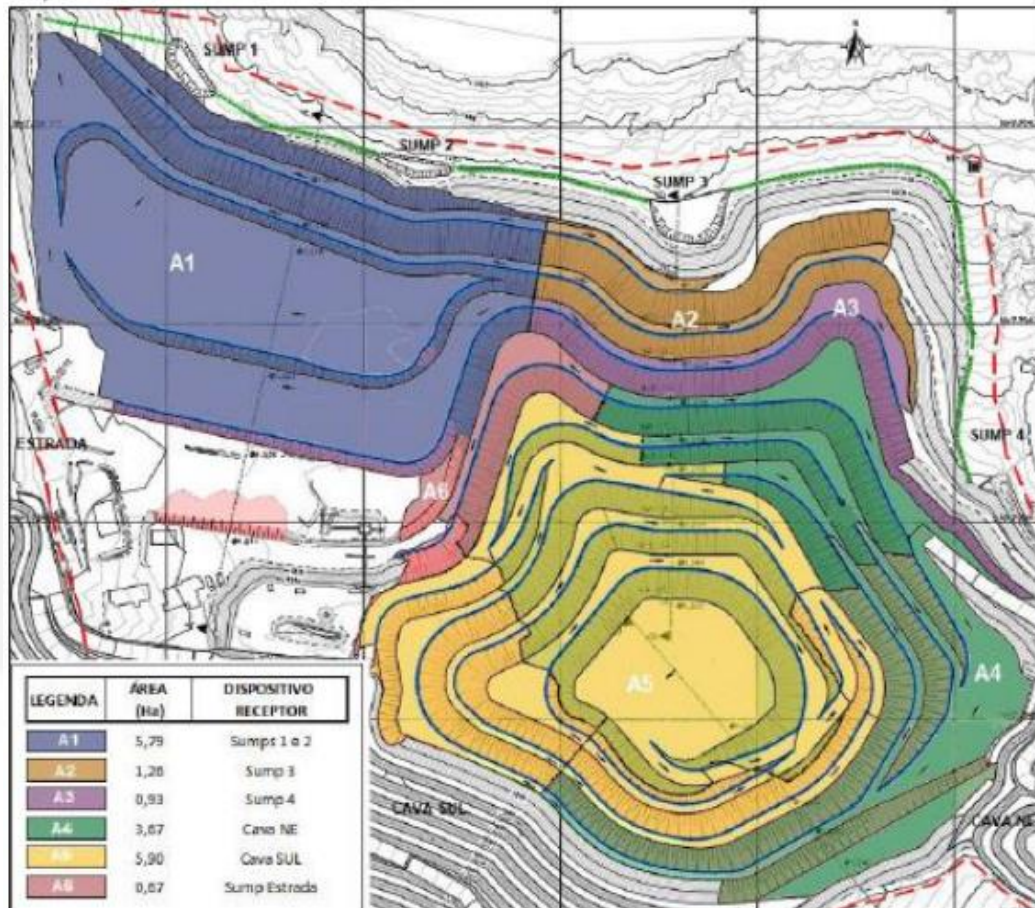 N
SUMP 1
SUMP 2
SUMP 3
A1
A2
A3
SUMP 4
ESTRADA
A6
A5
A4
CAVA SUL
CAVA NE
LEGENDA
ÁREA
(Ha)
DISPOSITIVO
RECEPTOR
A1 5,79 Sumps 1 e 2
A2 1,26 Sump 3
A3 0,93 Sump 4
A4 3,67 Cava NE
A5 5,90 Cava SUL
A6 0,67 Sump Estrada